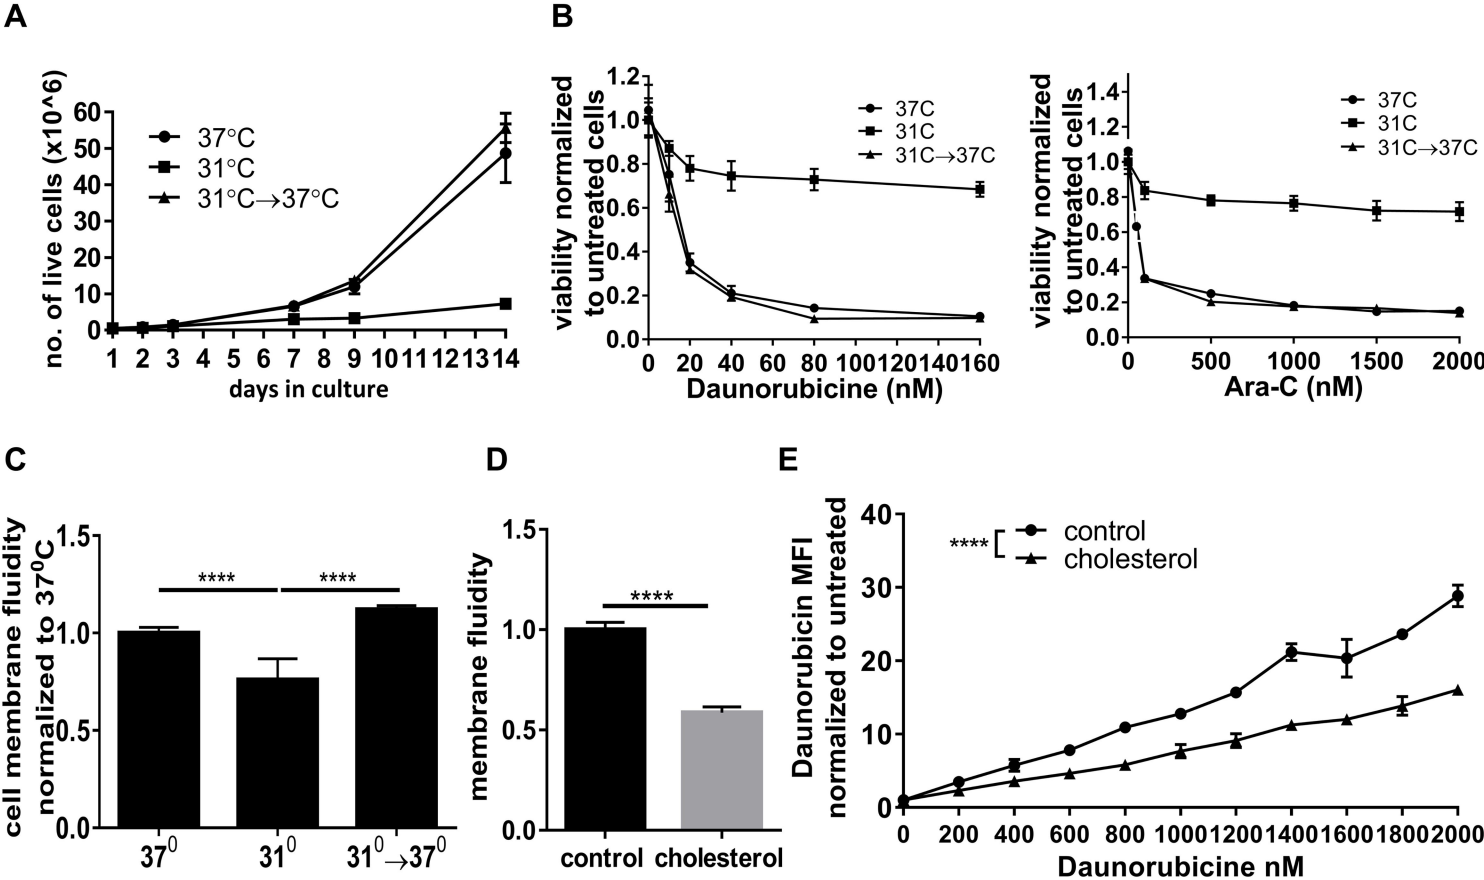 A
no. of live cells (x10^6)
60
50
40
30
20
10
0
37°C
31°C
31°C→37°C
1 2 3 4 5 6 7 8 9 10 11 12 13 14
days in culture
B
viability normalized
to untreated cells
1.2
1.0
0.8
0.6
0.4
0.2
0.0
37C
31C
31C→37C
0 20 40 60 80 100 120 140 160
Daunorubicine (nM)
viability normalized
to untreated cells
1.4
1.2
1.0
0.8
0.6
0.4
0.2
0.0
37C
31C
31C→37C
0 500 1000 1500 2000
Ara-C (nM)
C
cell membrane fluidity
normalized to 37⁰C
1.5
1.0
0.5
0.0
**** ****
37⁰ 31⁰ 31⁰→37⁰
D
membrane fluidity
1.5
1.0
0.5
0.0
****
control cholesterol
E
Daunorubicin MFI
normalized to untreated
40
30
20
10
0
****
control
cholesterol
0 200 400 600 800 1000 1200 1400 1600 1800 2000
Daunorubicine nM